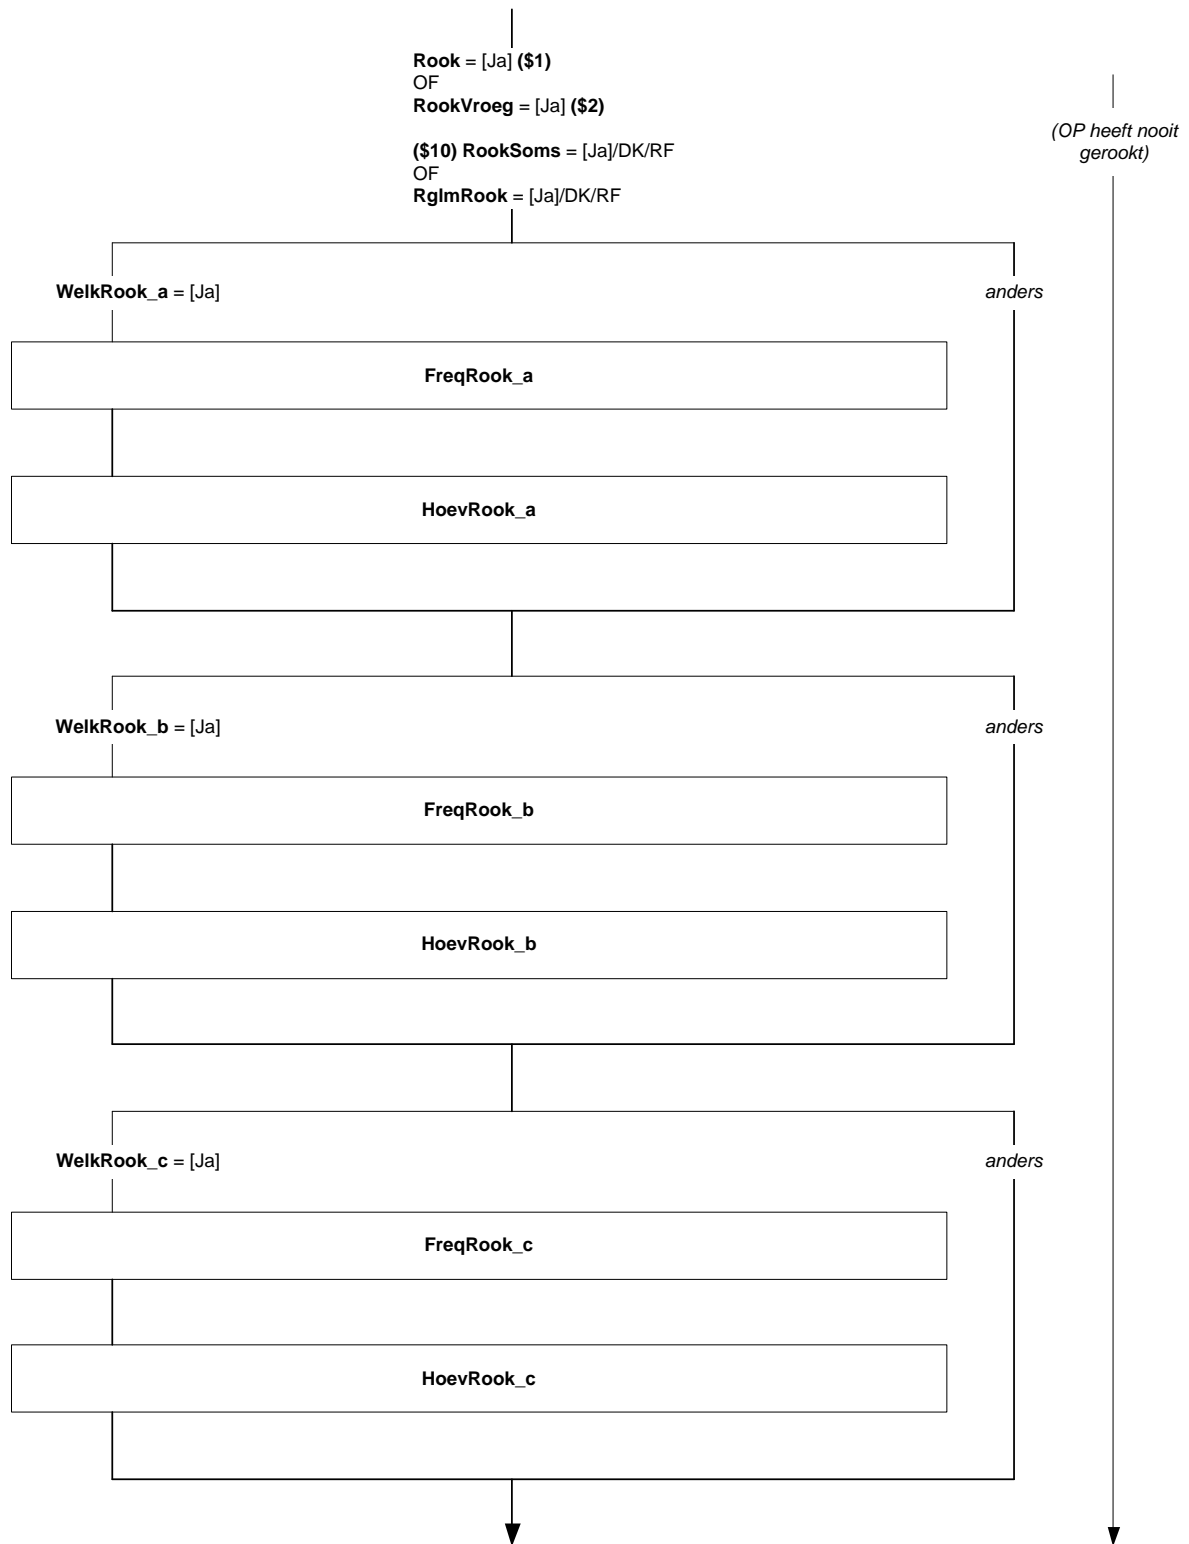 Rook = [Ja] ($1)
OF
RookVroeg = [Ja] ($2)
($10) RookSoms = [Ja]/DK/RF
OF
RglmRook = [Ja]/DK/RF
(OP heeft nooit
gerookt)
WelkRook_a = [Ja]
anders
FreqRook_a
HoevRook_a
WelkRook_b = [Ja]
anders
FreqRook_b
HoevRook_b
WelkRook_c = [Ja]
anders
FreqRook_c
HoevRook_c